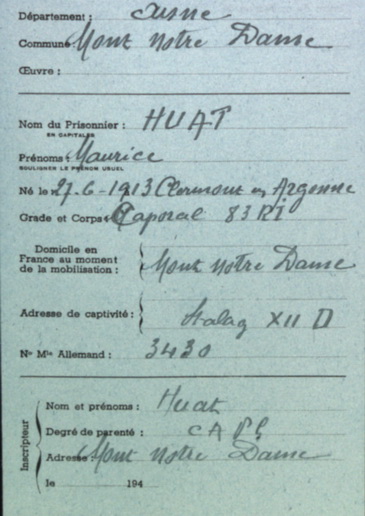 Département : Aisne
Commune : Mont Notre Dame
Œuvre :
Nom du Prisonnier : HUAT
EN CAPITALES
Prénoms : Maurice
SOULIGNER LE PRÉNOM USUEL
Né le 27-6-1913 Clermont en Argonne
Grade et Corps : Caporal 83 RI
Domicile en
France au moment
de la mobilisation : Mont Notre Dame
Adresse de captivité : Stalag XII D
N° Mle Allemand : 3430
Inscripteur
Nom et prénoms : Huat
Degré de parenté :
Adresse : Mont Notre Dame
le 194